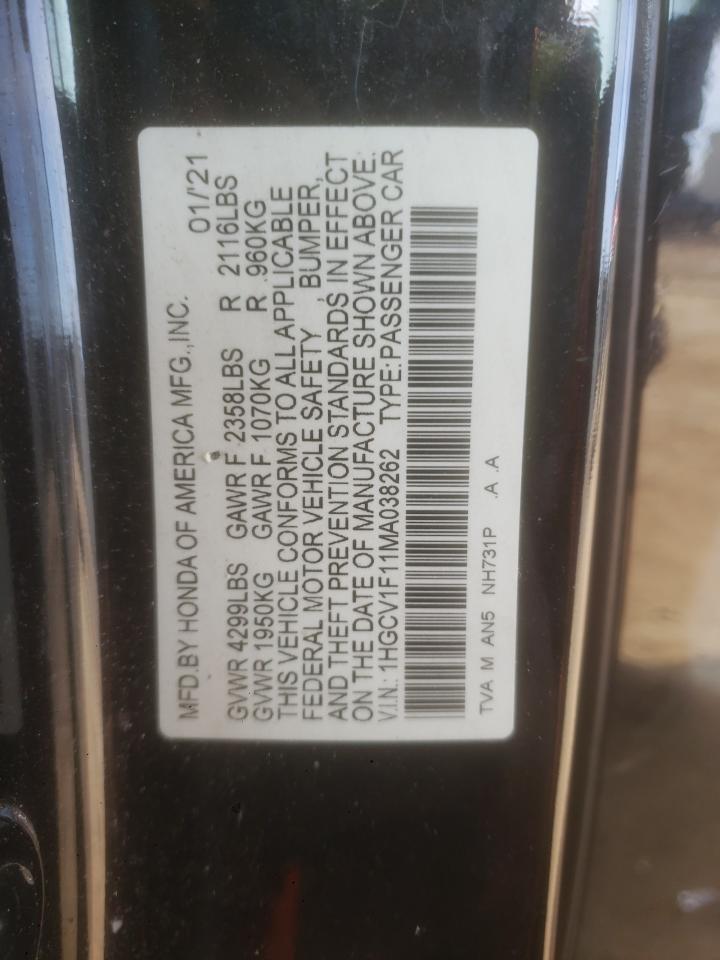 MFD.BY HONDA OF AMERICA MFG.,INC. 01/'21
GVWR 4299LBS GAWR F 2358LBS R 2116LBS
GVWR 1950KG GAWR F 1070KG R 960KG
THIS VEHICLE CONFORMS TO ALL APPLICABLE
FEDERAL MOTOR VEHICLE SAFETY , BUMPER,
AND THEFT PREVENTION STANDARDS IN EFFECT
ON THE DATE OF MANUFACTURE SHOWN ABOVE.
V.I.N.: 1HGCV1F11MA038262 TYPE:PASSENGER CAR
TVA M AN5 NH731P .A .A